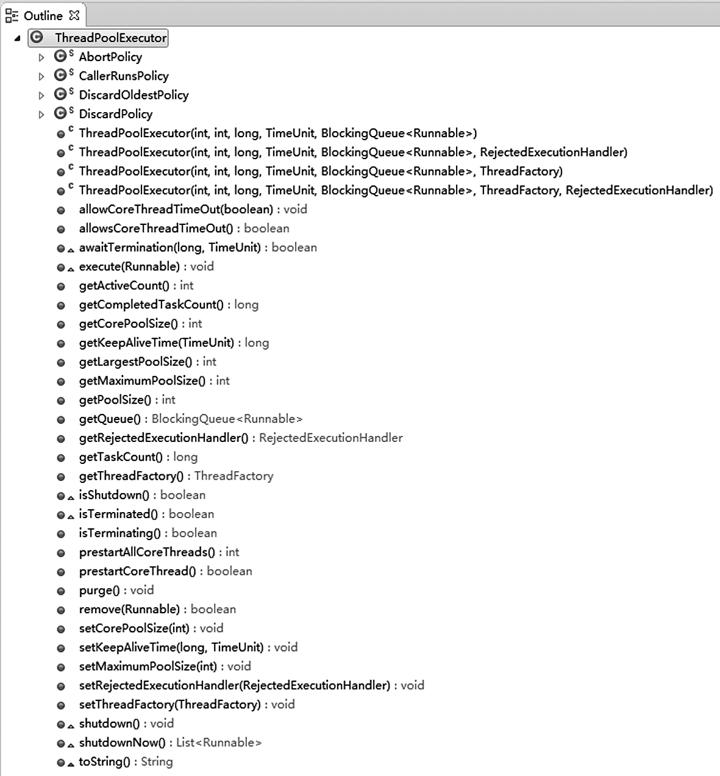 Outline
ThreadPoolExecutor
AbortPolicy
CallerRunsPolicy
DiscardOldestPolicy
DiscardPolicy
ThreadPoolExecutor(int, int, long, TimeUnit, BlockingQueue<Runnable>)
ThreadPoolExecutor(int, int, long, TimeUnit, BlockingQueue<Runnable>, RejectedExecutionHandler)
ThreadPoolExecutor(int, int, long, TimeUnit, BlockingQueue<Runnable>, ThreadFactory)
ThreadPoolExecutor(int, int, long, TimeUnit, BlockingQueue<Runnable>, ThreadFactory, RejectedExecutionHandler)
allowCoreThreadTimeOut(boolean) : void
allowsCoreThreadTimeOut() : boolean
awaitTermination(long, TimeUnit) : boolean
execute(Runnable) : void
getActiveCount() : int
getCompletedTaskCount() : long
getCorePoolSize() : int
getKeepAliveTime(TimeUnit) : long
getLargestPoolSize() : int
getMaximumPoolSize() : int
getPoolSize() : int
getQueue() : BlockingQueue<Runnable>
getRejectedExecutionHandler() : RejectedExecutionHandler
getTaskCount() : long
getThreadFactory() : ThreadFactory
isShutdown() : boolean
isTerminated() : boolean
isTerminating() : boolean
prestartAllCoreThreads() : int
prestartCoreThread() : boolean
purge() : void
remove(Runnable) : boolean
setCorePoolSize(int) : void
setKeepAliveTime(long, TimeUnit) : void
setMaximumPoolSize(int) : void
setRejectedExecutionHandler(RejectedExecutionHandler) : void
setThreadFactory(ThreadFactory) : void
shutdown() : void
shutdownNow() : List<Runnable>
toString() : String